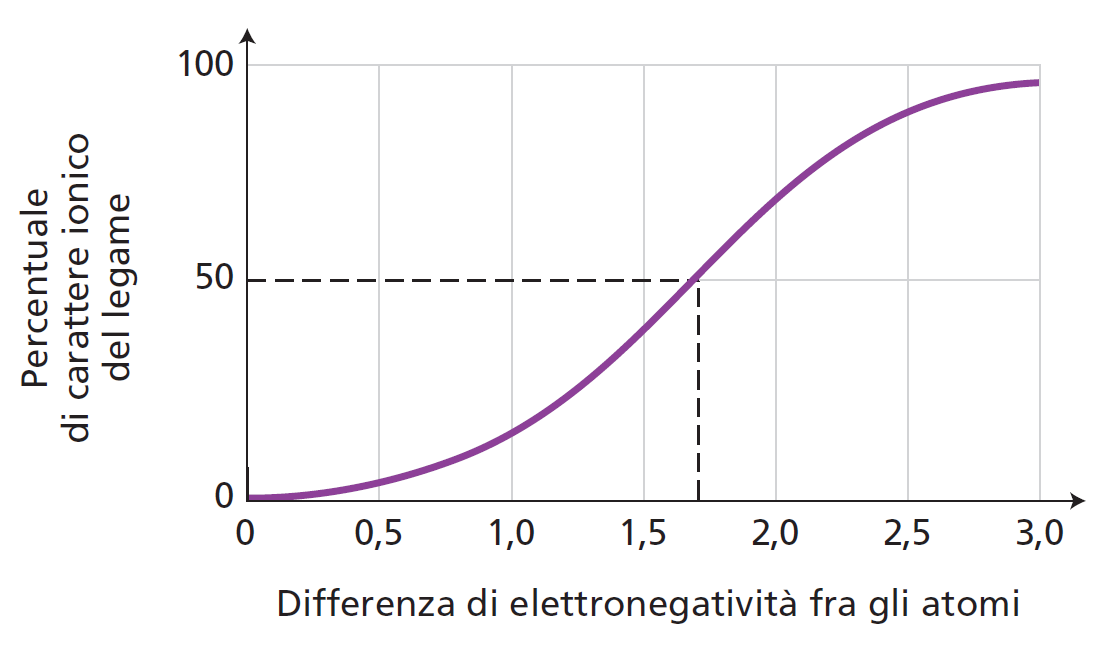 Percentuale
di carattere ionico
del legame
100
50
0
0 0,5 1,0 1,5 2,0 2,5 3,0
Differenza di elettronegatività fra gli atomi